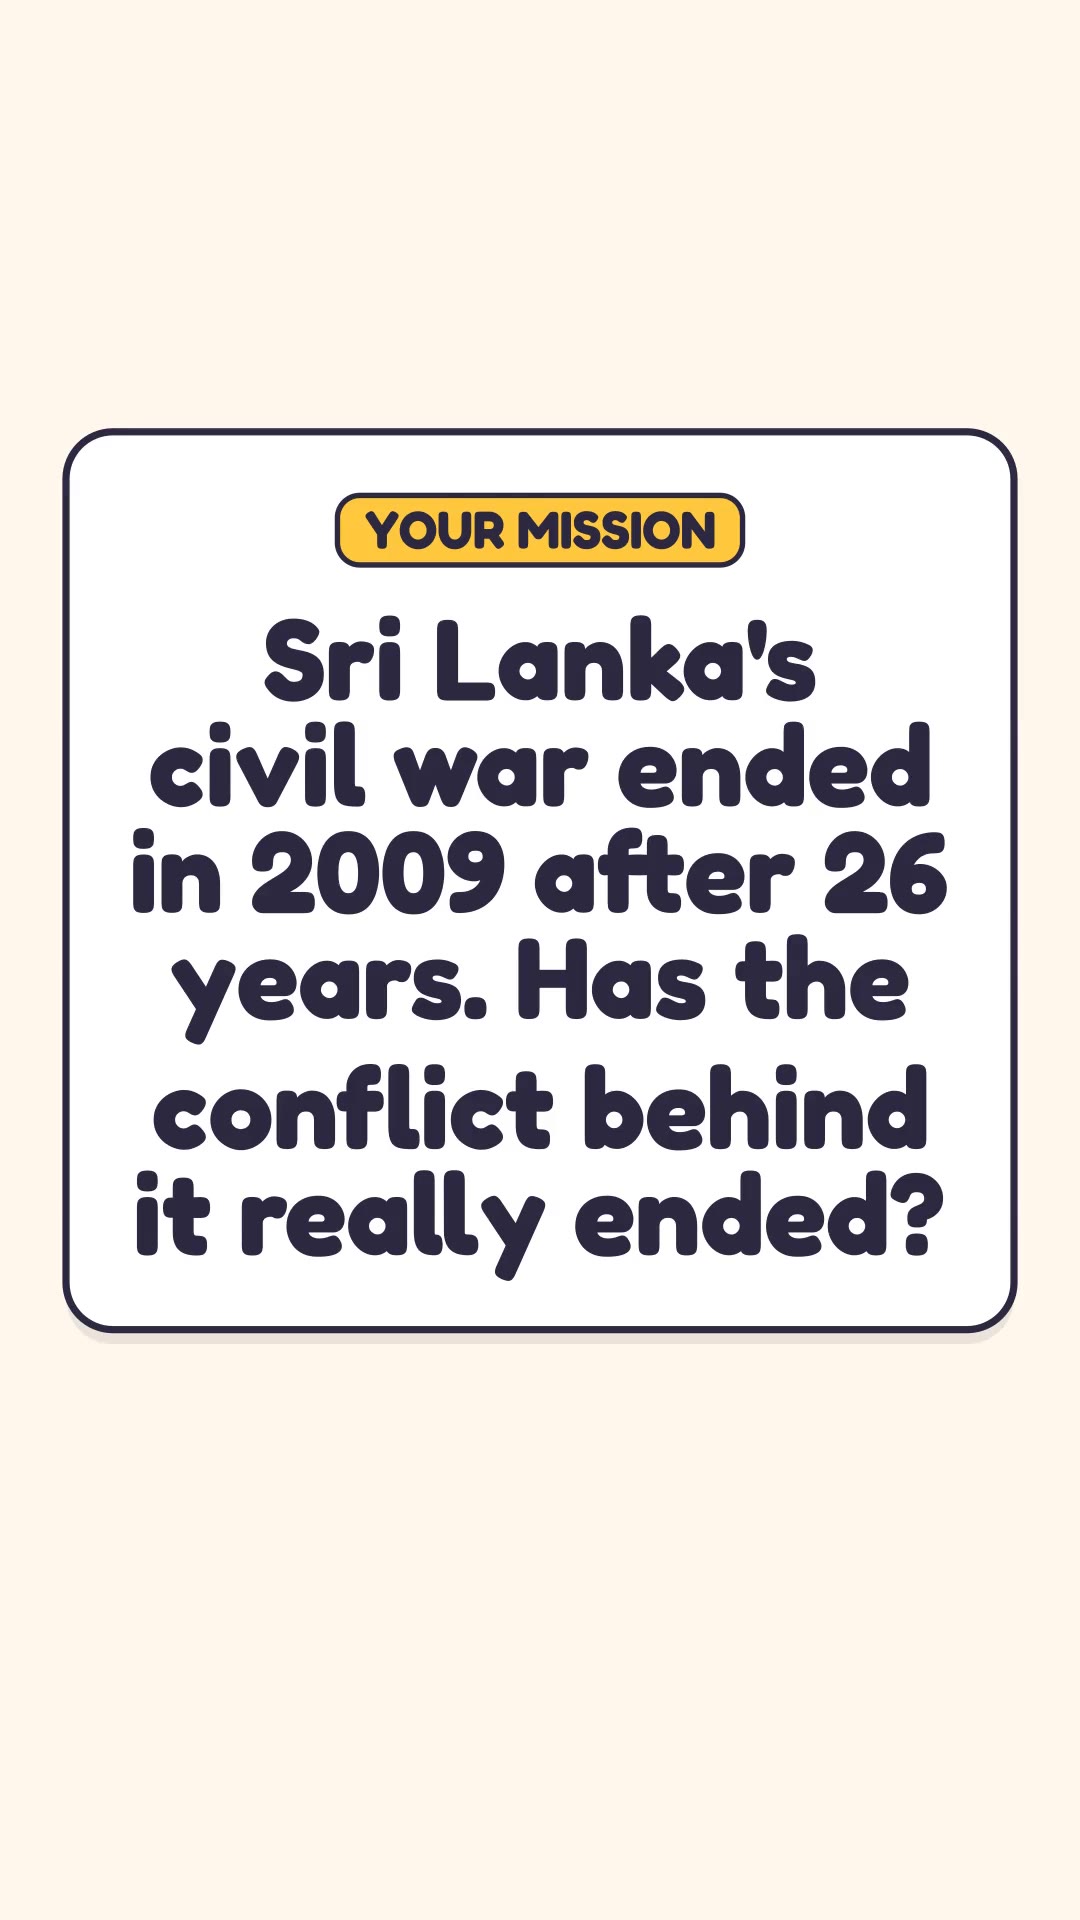 YOUR MISSION
Sri Lanka's
civil war ended
in 2009 after 26
years. Has the
conflict behind
it really ended?